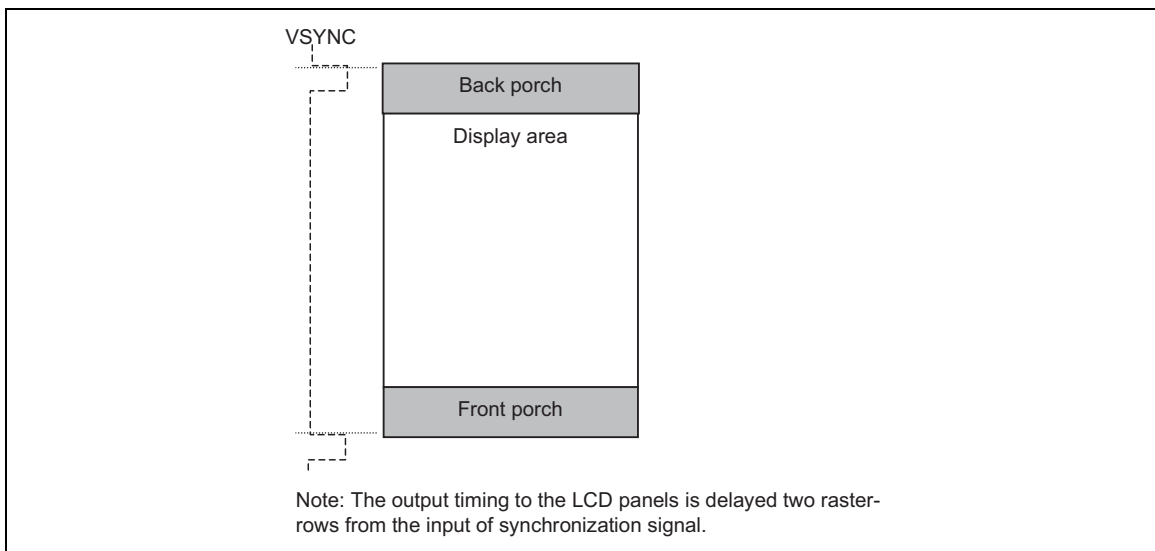 VSYNC
Back porch
Display area
Front porch
Note: The output timing to the LCD panels is delayed two raster-
rows from the input of synchronization signal.